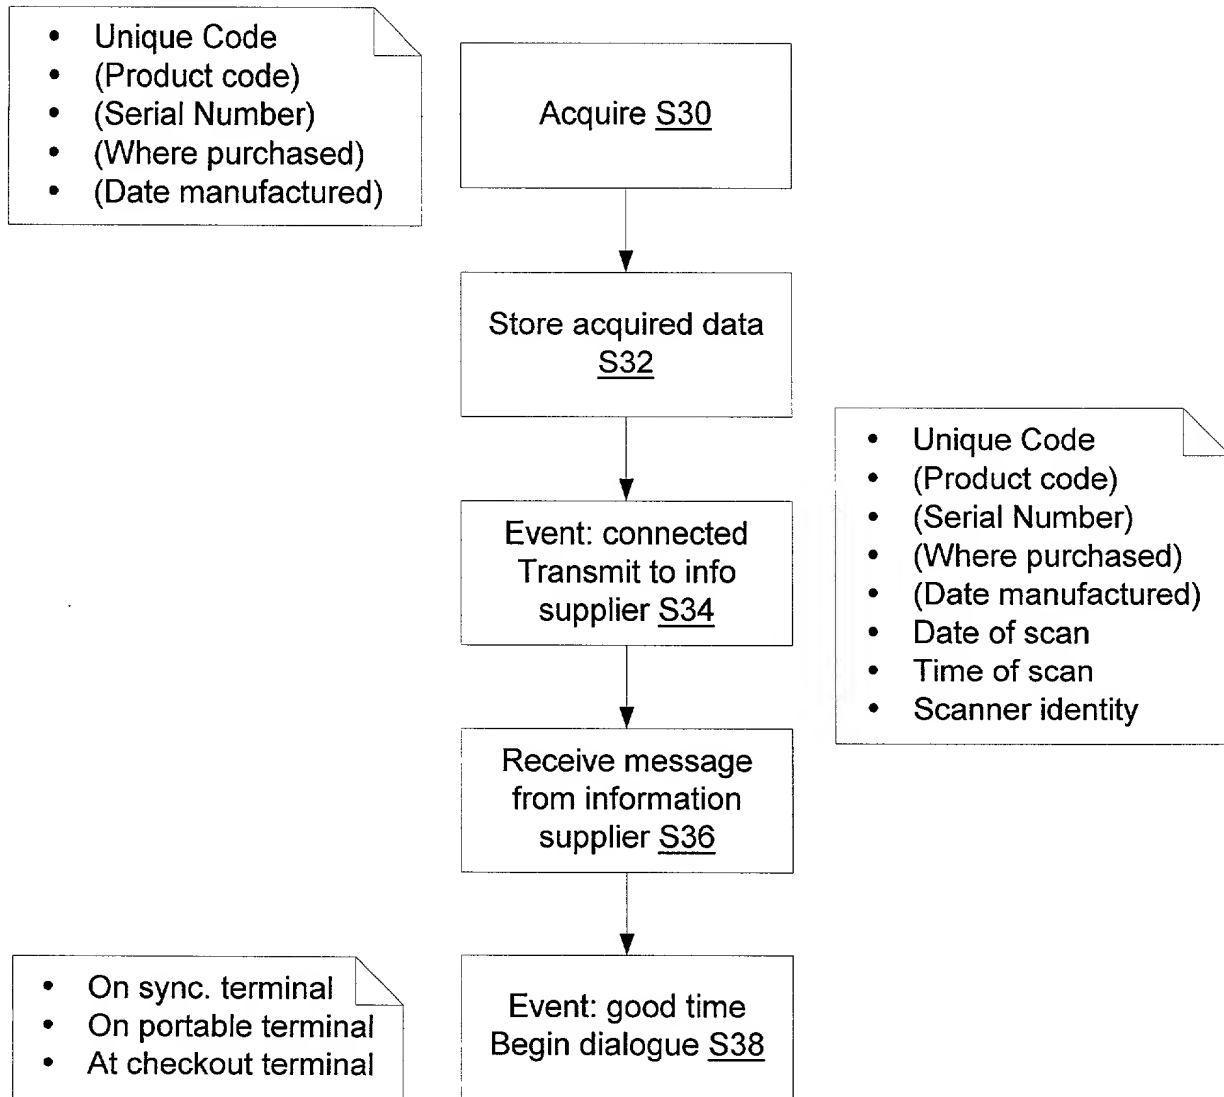 • Unique Code
• (Product code)
• (Serial Number)
• (Where purchased)
• (Date manufactured)
Acquire S30
Store acquired data
S32
Event: connected
Transmit to info
supplier S34
• Unique Code
• (Product code)
• (Serial Number)
• (Where purchased)
• (Date manufactured)
• Date of scan
• Time of scan
• Scanner identity
Receive message
from information
supplier S36
• On sync. terminal
• On portable terminal
• At checkout terminal
Event: good time
Begin dialogue S38